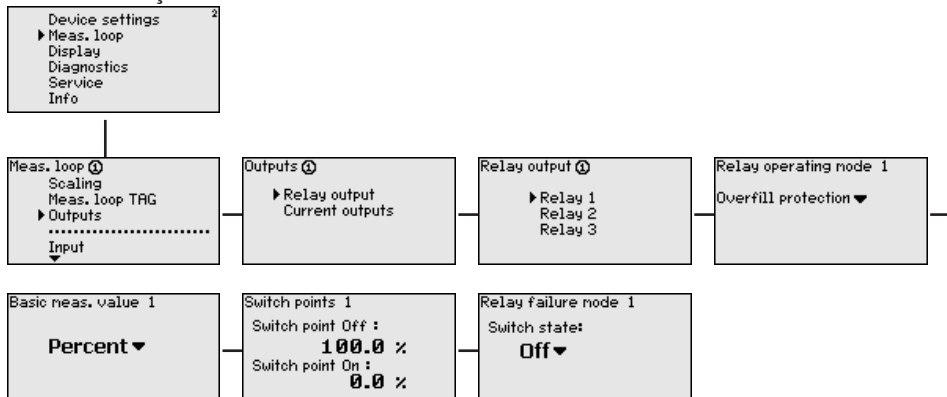 2
Device settings
Meas. loop
Display
Diagnostics
Service
Info
Meas. loop ①
Scaling
Meas. loop TAG
Outputs
Input
Outputs ①
Relay output
Current outputs
Relay output ①
Relay 1
Relay 2
Relay 3
Relay operating mode 1
Overfill protection
Basic meas. value 1
Percent
Switch points 1
Switch point Off :
100.0 %
Switch point On :
0.0 %
Relay failure mode 1
Switch state:
Off